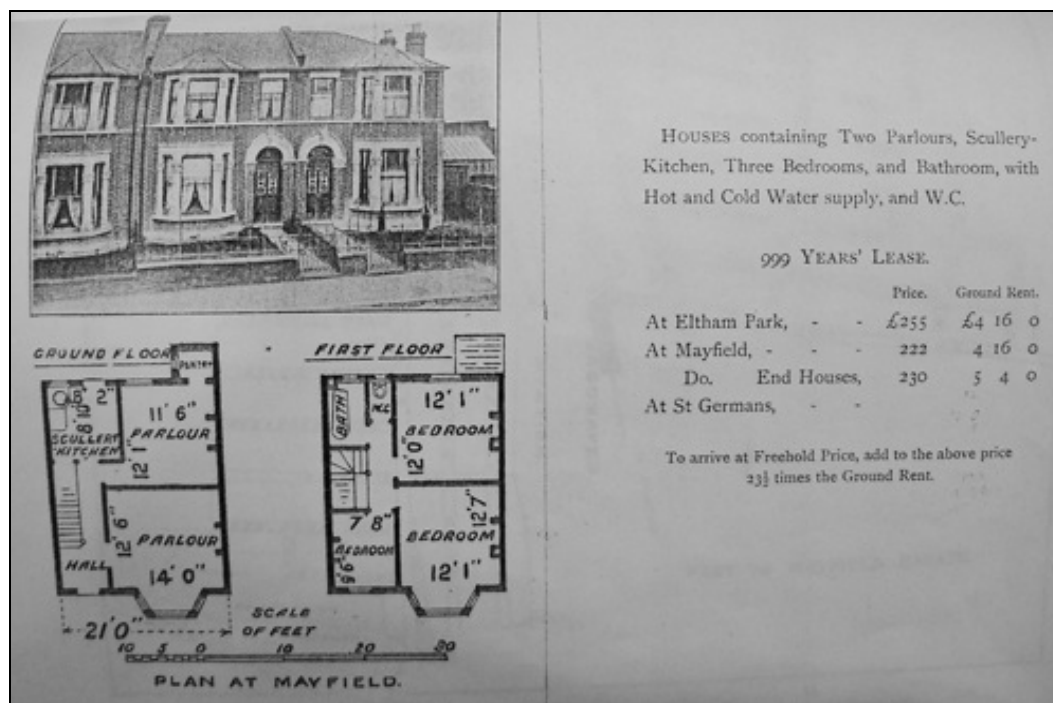 GROUND FLOOR
PANTRY
8' 2"
8' 10"
SCULLERY
KITCHEN
11' 6"
PARLOUR
12' 1"
12' 6"
PARLOUR
14' 0"
HALL
21' 0"
FIRST FLOOR
BATH
W.C
12' 1"
BEDROOM
12' 0"
7' 8"
BEDROOM
9' 6"
12' 7"
BEDROOM
12' 1"
SCALE
OF FEET
10 5 0 10 20 30
PLAN AT MAYFIELD.
HOUSES containing Two Parlours, Scullery-
Kitchen, Three Bedrooms, and Bathroom, with
Hot and Cold Water supply, and W.C.
999 YEARS' LEASE.
Price. Ground Rent.
At Eltham Park, - - £255 £4 16 0
At Mayfield, - - - 222 4 16 0
Do. End Houses, 230 5 4 0
At St Germans, - -
To arrive at Freehold Price, add to the above price
23½ times the Ground Rent.